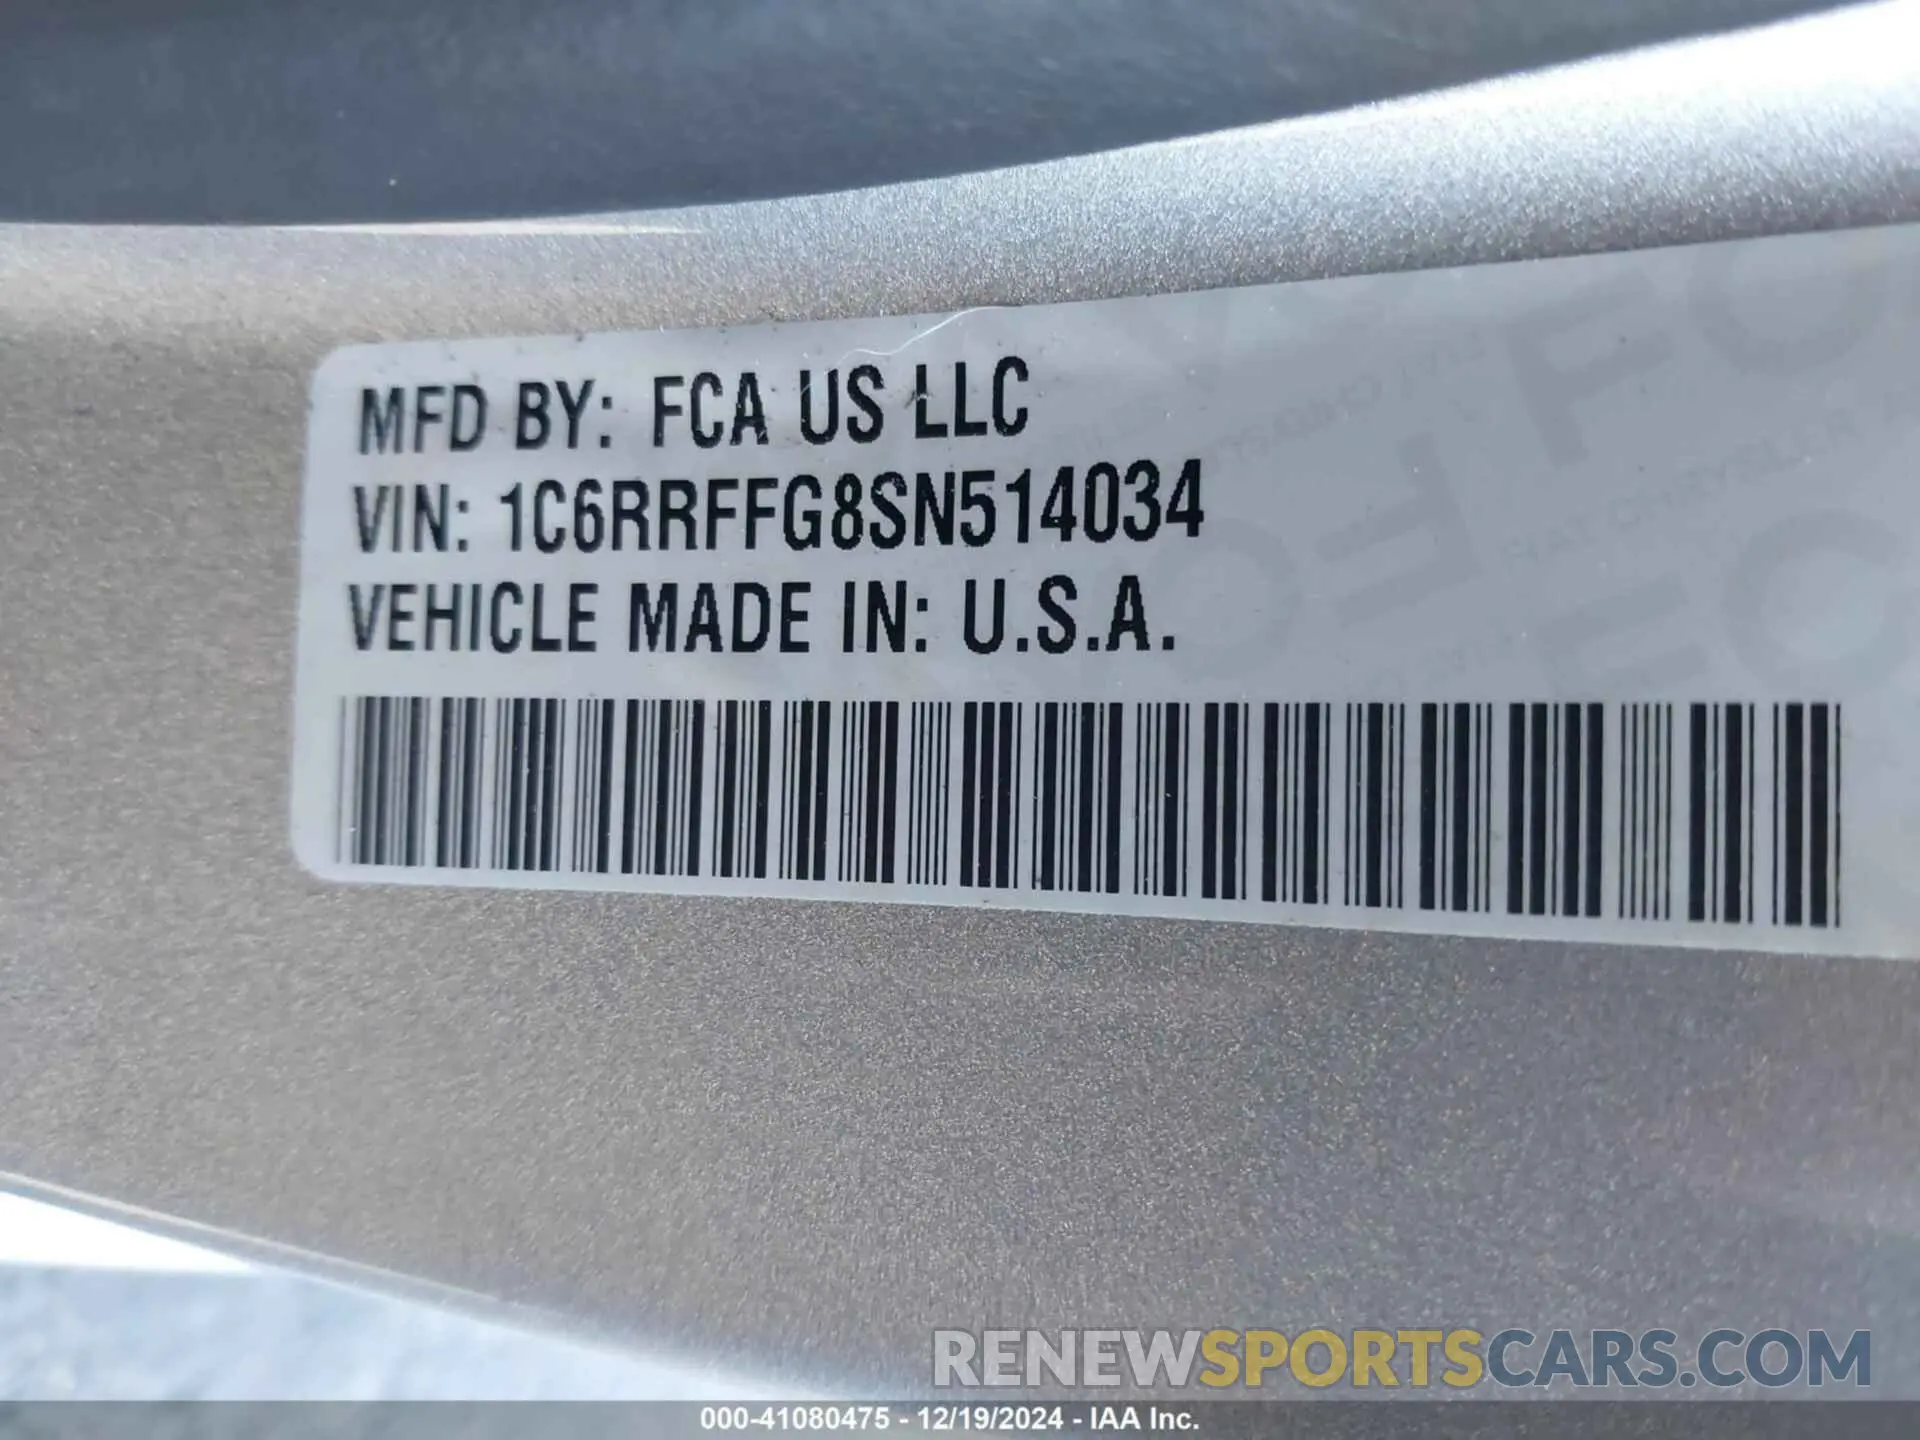 MFD BY: FCA US LLC
VIN: 1C6RRFFG8SN514034
VEHICLE MADE IN: U.S.A.
RENEWSPORTSCARS.COM
000-41080475 - 12/19/2024 - IAA Inc.